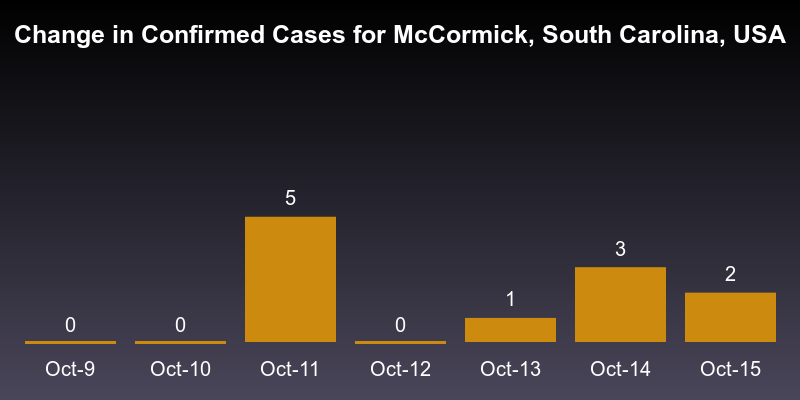 Change in Confirmed Cases for McCormick, South Carolina, USA
5
3
2
1
0
0
0
Oct-9
Oct-10
Oct-11
Oct-12
Oct-13
Oct-14
Oct-15